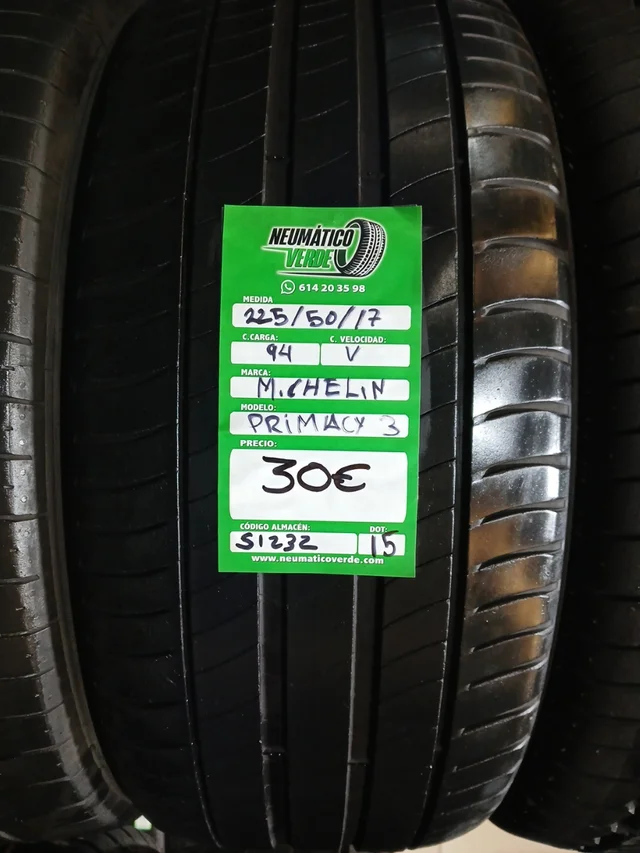 NEUMÁTICO
VERDE
614 20 35 98
MEDIDA
225/50/17
C.CARGA: C. VELOCIDAD:
94 V
MARCA:
MICHELIN
MODELO:
PRIMACY 3
PRECIO:
30€
CÓDIGO ALMACÉN: DOT:
S1232 15
www.neumaticoverde.com